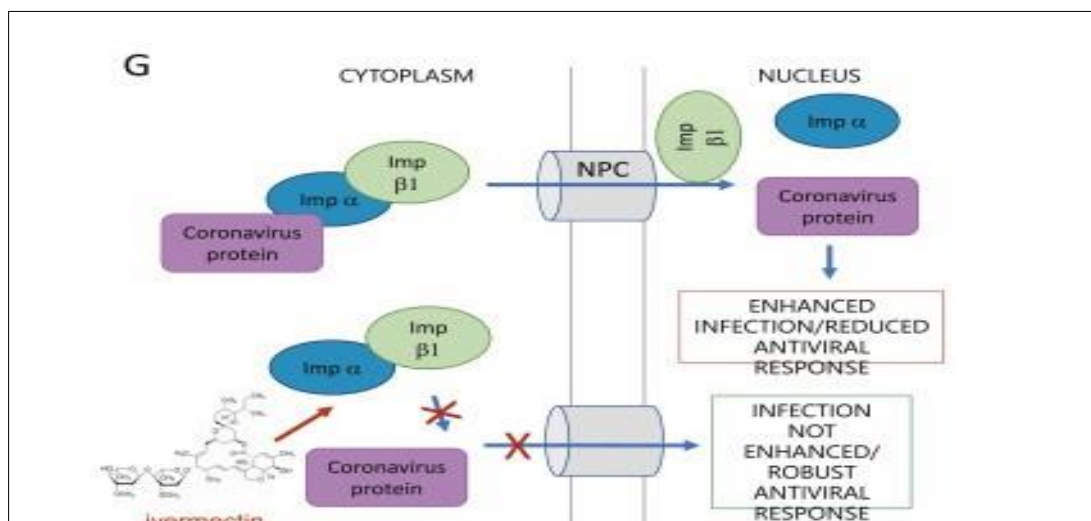 G
CYTOPLASM
NUCLEUS
Imp
β1
Imp α
Coronavirus
protein
NPC
Imp
β1
Imp α
Coronavirus
protein
ENHANCED
INFECTION/REDUCED
ANTIVIRAL
RESPONSE
Imp
β1
Imp α
Coronavirus
protein
ivermectin
INFECTION
NOT
ENHANCED/
ROBUST
ANTIVIRAL
RESPONSE